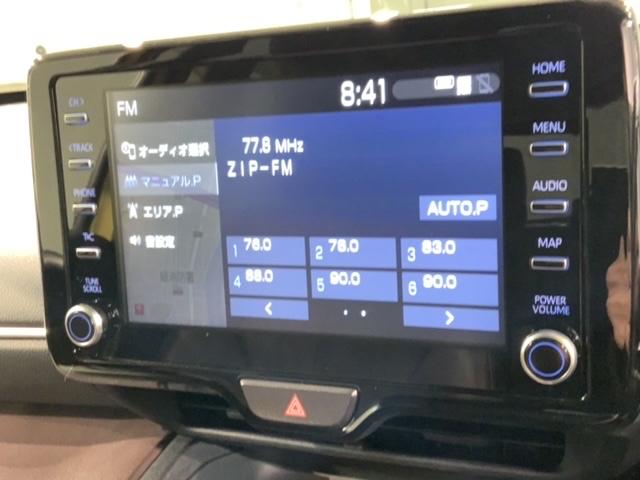 FM
8:41
オーディオ選択
マニュアル.P
エリア.P
音設定
77.8 MHz
ZIP-FM
AUTO.P
1 76.0
2 76.0
3 83.0
4 88.0
5 90.0
6 90.0
<
>
CH >
< TRACK
PHONE
T∧C
TUNE
SCROLL
HOME
MENU
AUDIO
MAP
POWER
VOLUME